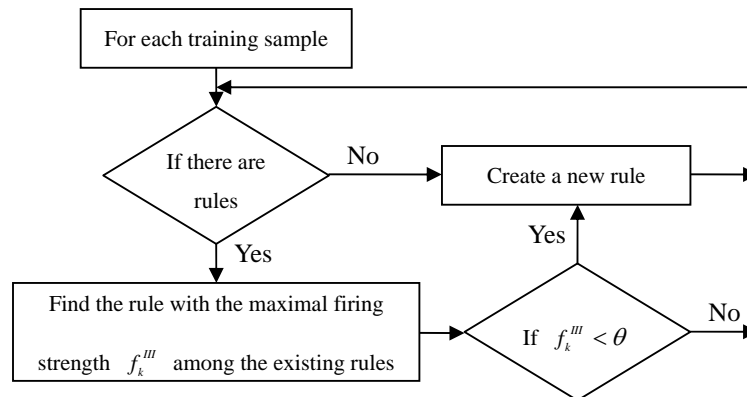 For each training sample
If there are
rules
No
Create a new rule
Yes
Yes
Find the rule with the maximal firing
strength f_k^{III} among the existing rules
If f_k^{III} < θ
No